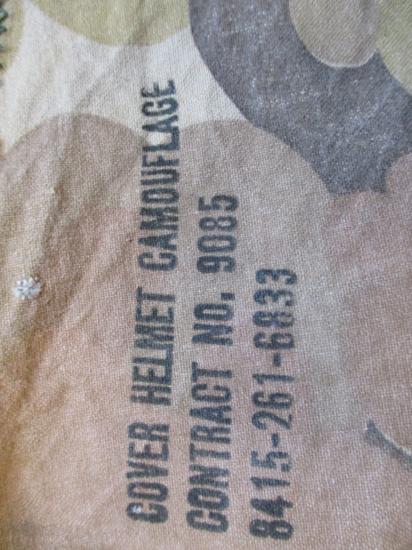 COVER HELMET CAMOUFLAGE
CONTRACT NO. 9085
8415-261-6833